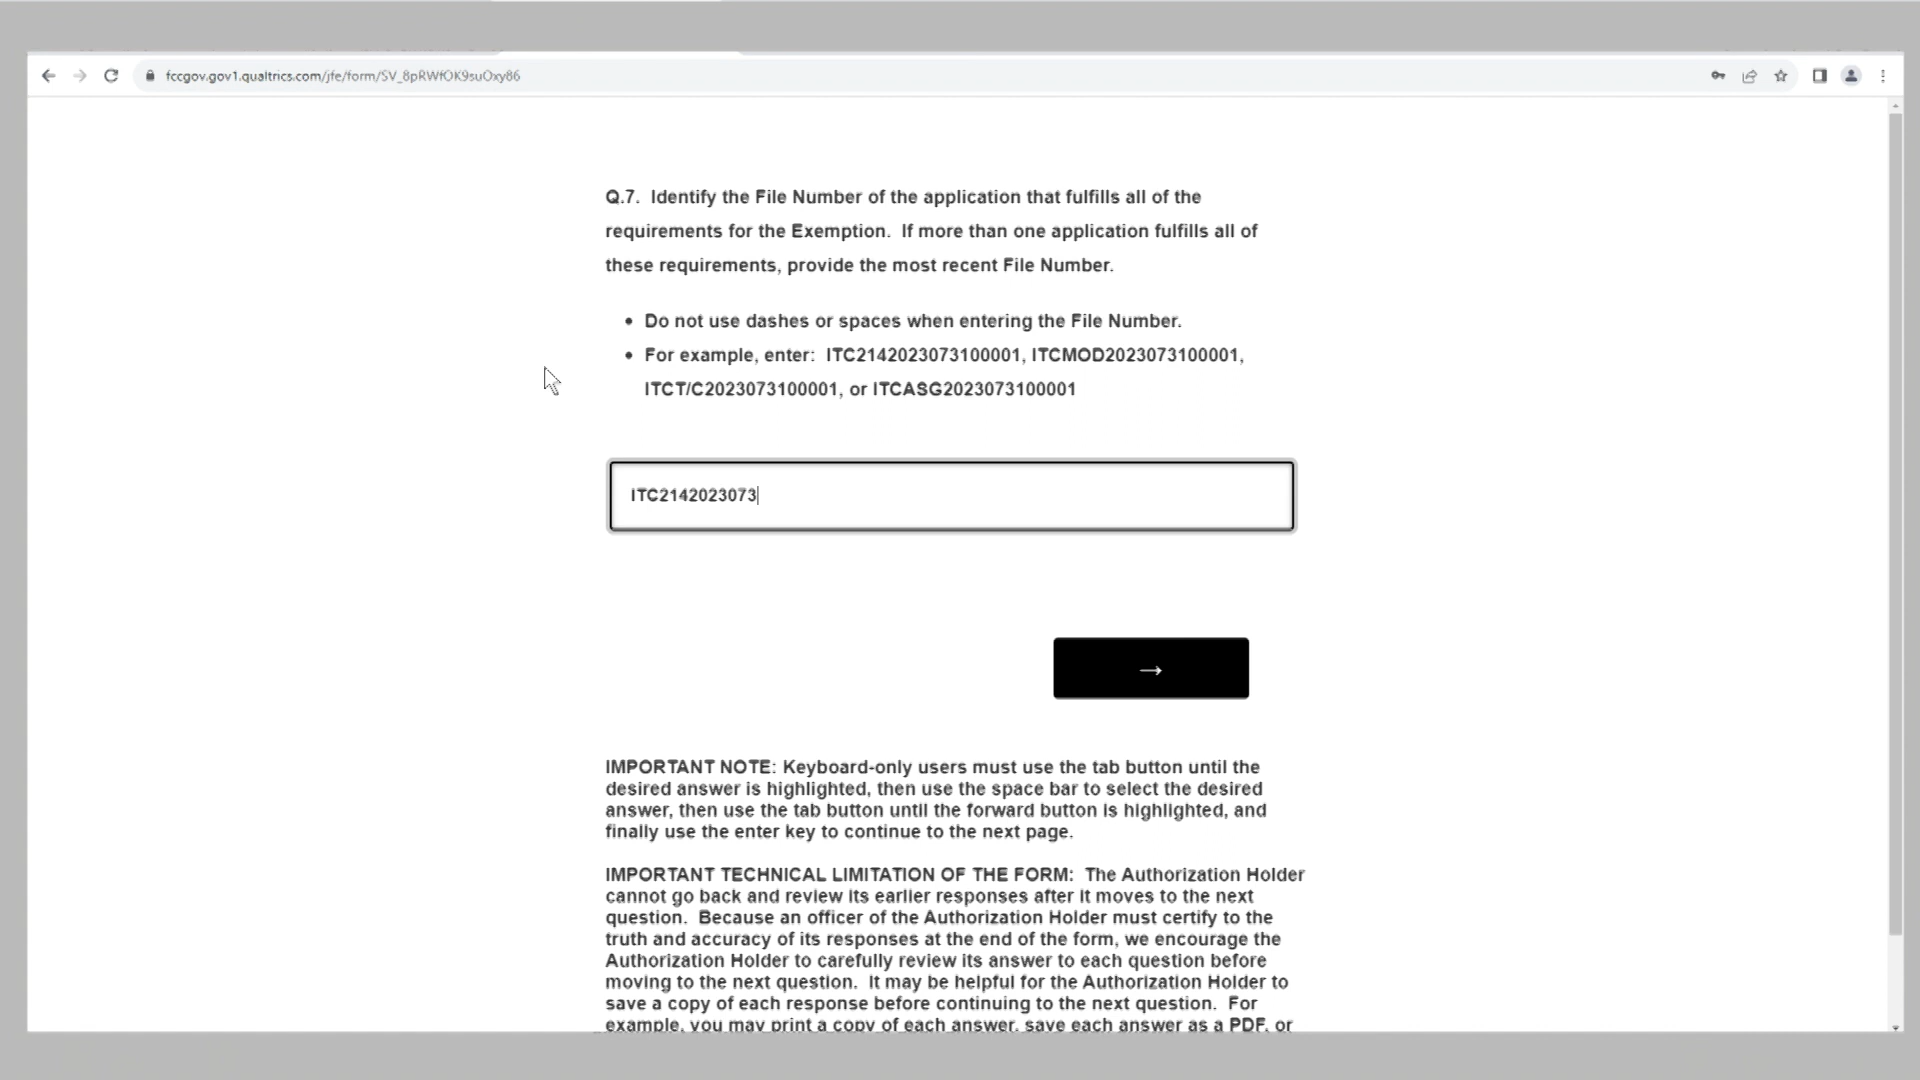 fccgov.gov1.qualtrics.com/jfe/form/SV_8pRWfOK9suOxy86
Q.7. Identify the File Number of the application that fulfills all of the
requirements for the Exemption. If more than one application fulfills all of
these requirements, provide the most recent File Number.
• Do not use dashes or spaces when entering the File Number.
• For example, enter: ITC2142023073100001, ITCMOD2023073100001,
ITCT/C2023073100001, or ITCASG2023073100001
ITC2142023073
→
IMPORTANT NOTE: Keyboard-only users must use the tab button until the
desired answer is highlighted, then use the space bar to select the desired
answer, then use the tab button until the forward button is highlighted, and
finally use the enter key to continue to the next page.
IMPORTANT TECHNICAL LIMITATION OF THE FORM: The Authorization Holder
cannot go back and review its earlier responses after it moves to the next
question. Because an officer of the Authorization Holder must certify to the
truth and accuracy of its responses at the end of the form, we encourage the
Authorization Holder to carefully review its answer to each question before
moving to the next question. It may be helpful for the Authorization Holder to
save a copy of each response before continuing to the next question. For
example, you may print a copy of each answer, save each answer as a PDF, or